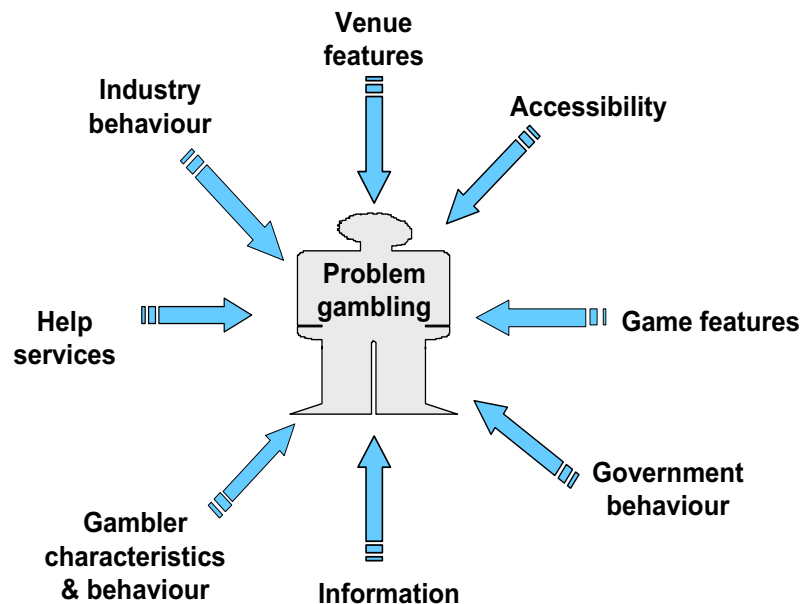 Venue
features
Industry
behaviour
Accessibility
Problem
gambling
Help
services
Game features
Government
behaviour
Gambler
characteristics
& behaviour
Information